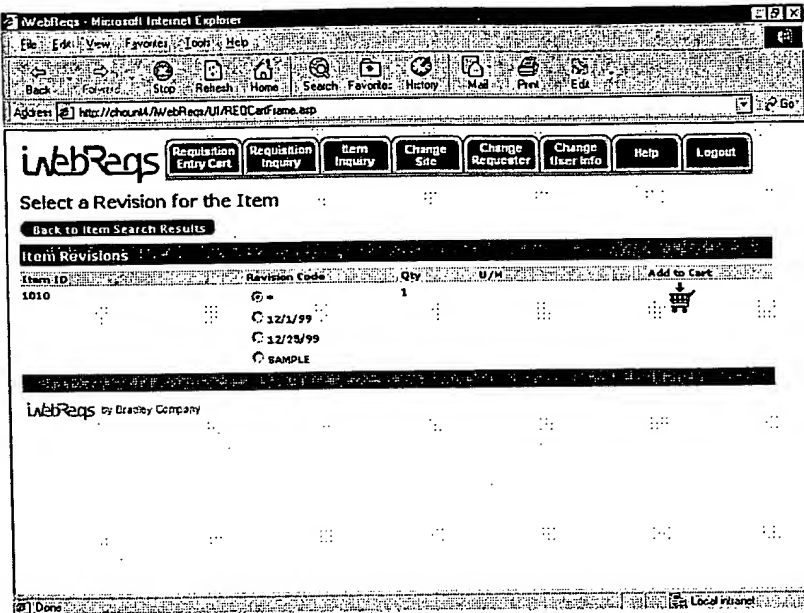 iWebReqs - Microsoft Internet Explorer
File Edit View Favorites Tools Help
Back Forward Stop Refresh Home Search Favorites History Mail Print Edit
Address http://chount4/iWebReqs/UI/REQCartFrame.asp Go
iWebReqs Requisition Entry Cart Requisition Inquiry Item Inquiry Change Site Change Requester Change User Info Help Logout
Select a Revision for the Item
Back to Item Search Results
Item Revisions
Item ID Revision Code Qty U/M Add to Cart
1010 * 1
12/1/99
12/25/99
SAMPLE
iWebReqs by Bradley Company
Done Local intranet